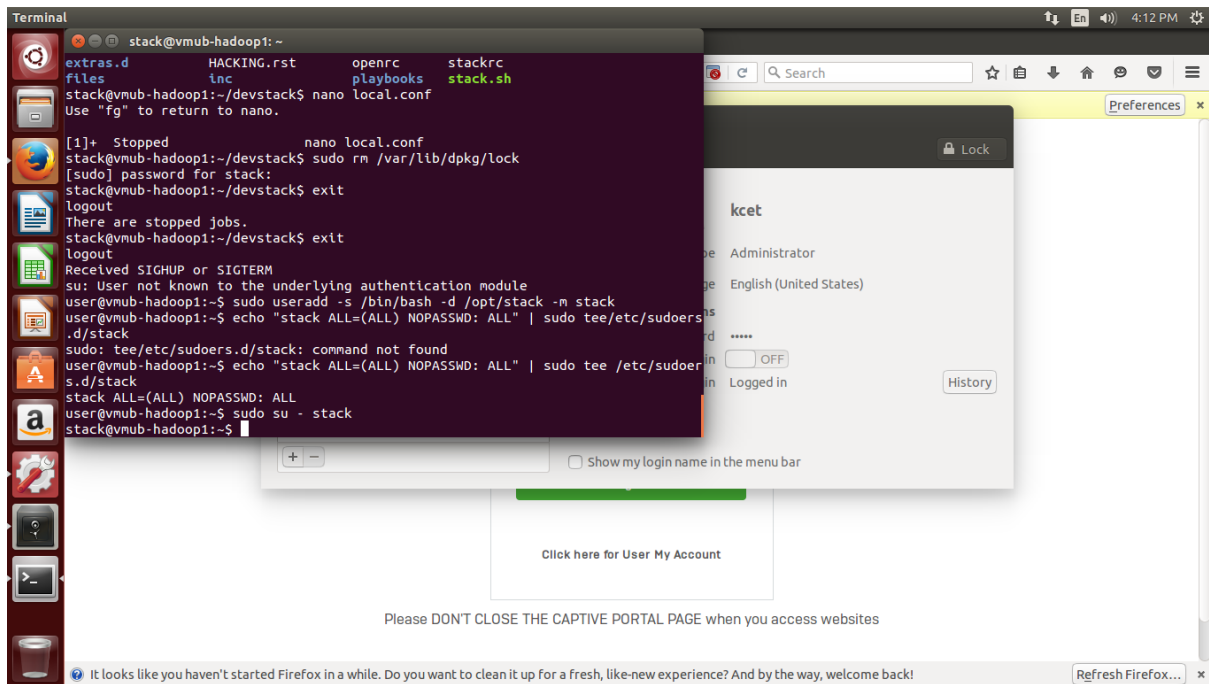 Terminal
En
4:12 PM
stack@vmub-hadoop1: ~
extras.d HACKING.rst openrc stackrc
files inc playbooks stack.sh
stack@vmub-hadoop1:~/devstack$ nano local.conf
Use "fg" to return to nano.
[1]+ Stopped nano local.conf
stack@vmub-hadoop1:~/devstack$ sudo rm /var/lib/dpkg/lock
[sudo] password for stack:
stack@vmub-hadoop1:~/devstack$ exit
logout
There are stopped jobs.
stack@vmub-hadoop1:~/devstack$ exit
logout
Received SIGHUP or SIGTERM
su: User not known to the underlying authentication module
user@vmub-hadoop1:~$ sudo useradd -s /bin/bash -d /opt/stack -m stack
user@vmub-hadoop1:~$ echo "stack ALL=(ALL) NOPASSWD: ALL" | sudo tee/etc/sudoers
.d/stack
sudo: tee/etc/sudoers.d/stack: command not found
user@vmub-hadoop1:~$ echo "stack ALL=(ALL) NOPASSWD: ALL" | sudo tee /etc/sudoer
s.d/stack
stack ALL=(ALL) NOPASSWD: ALL
user@vmub-hadoop1:~$ sudo su - stack
stack@vmub-hadoop1:~$
Search
Preferences
Lock
kcet
Administrator
English (United States)
OFF
Logged in
History
Show my login name in the menu bar
Click here for User My Account
Please DON'T CLOSE THE CAPTIVE PORTAL PAGE when you access websites
It looks like you haven't started Firefox in a while. Do you want to clean it up for a fresh, like-new experience? And by the way, welcome back!
Refresh Firefox...